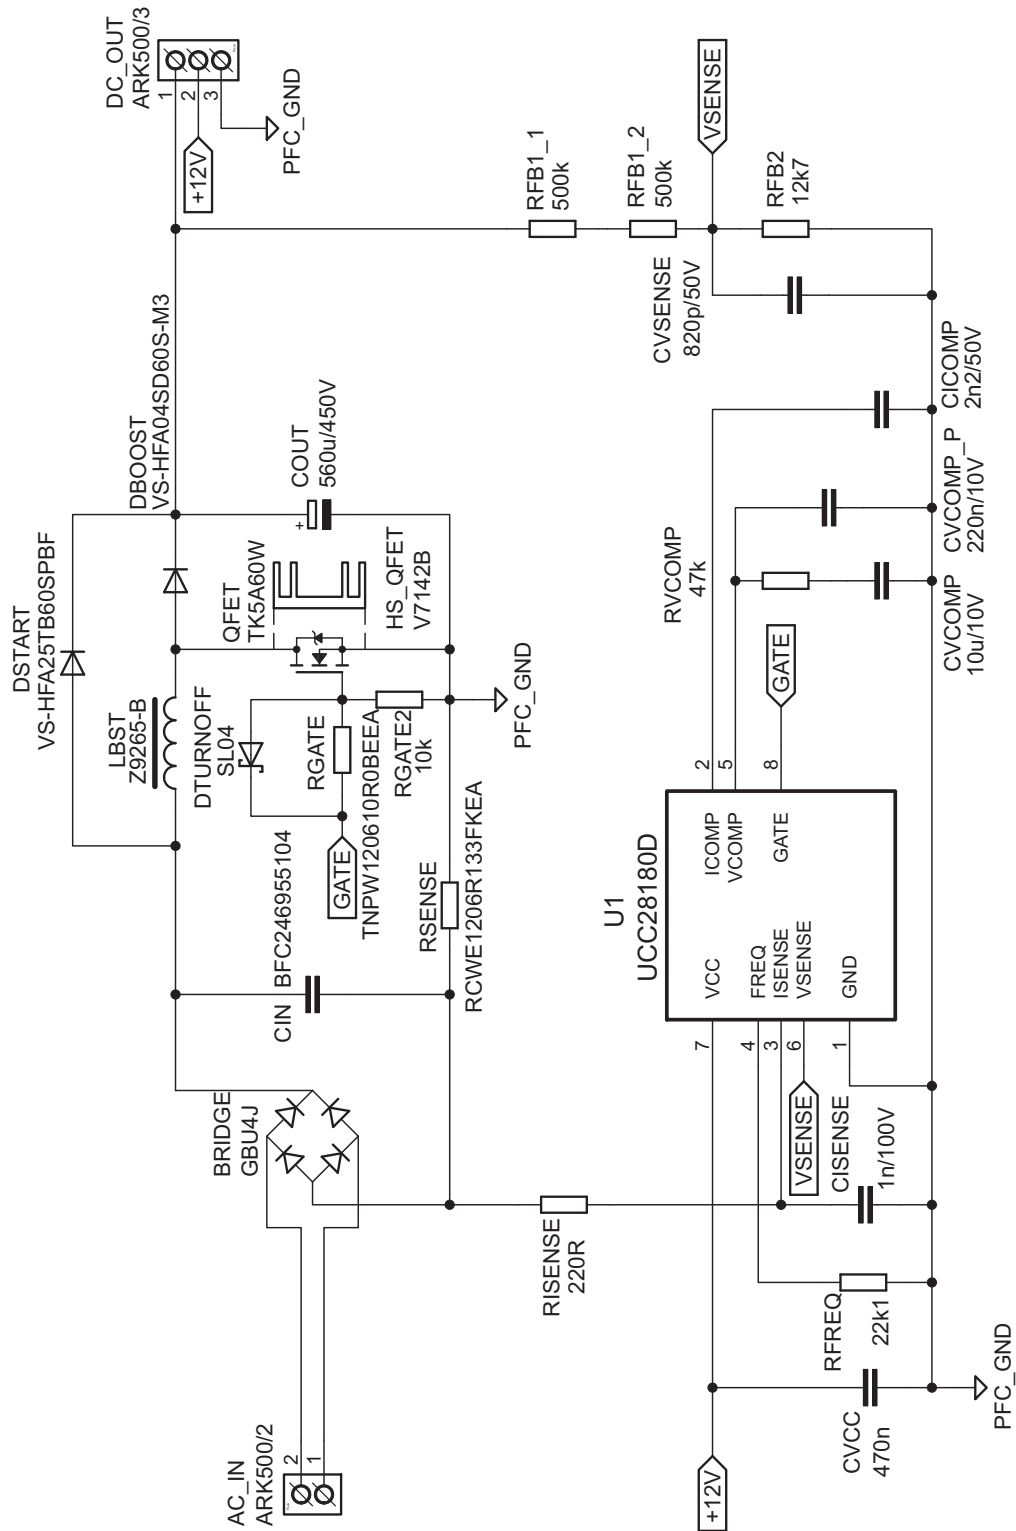 AC_IN
ARK500/2
2
1
BRIDGE
GBU4J
CIN BFC246955104
LBST
Z9265-B
DSTART
VS-HFA25TB60SPBF
DBOOST
VS-HFA04SD60S-M3
DTURNOFF
SL04
GATE
RGATE
TNPW120610R0BEEA
RGATE2
10k
QFET
TK5A60W
HS_QFET
V7142B
+
COUT
560u/450V
RSENSE
RCWE1206R133FKEA
PFC_GND
DC_OUT
ARK500/3
1
2
3
+12V
PFC_GND
RFB1_1
500k
RFB1_2
500k
VSENSE
RFB2
12k7
CVSENSE
820p/50V
CICOMP
2n2/50V
CVCOMP_P
220n/10V
RVCOMP
47k
CVCOMP
10u/10V
GATE
U1
UCC28180D
VCC
FREQ
ISENSE
VSENSE
GND
ICOMP
VCOMP
GATE
7
4
3
6
1
2
5
8
VSENSE
RISENSE
220R
CISENSE
1n/100V
RFREQ
22k1
CVCC
470n
+12V
PFC_GND